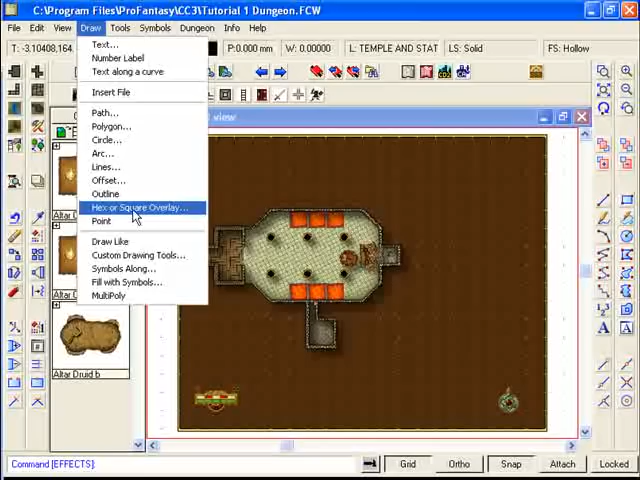 C:\Program Files\ProFantasy\CC3\Tutorial 1 Dungeon.FCW
File Edit View Draw Tools Symbols Dungeon Info Help
T: -3.10408,164. P:0.000 mm W: 0.00000 L: TEMPLE AND STAT LS: Solid FS: Hollow
Text...
Number Label
Text along a curve
Insert File
view
Path...
Polygon...
Circle...
Arc...
Lines...
Offset...
Outline
Hex or Square Overlay...
Point
Draw Like
Custom Drawing Tools...
Symbols Along...
Fill with Symbols...
MultiPoly
Altar Druid b
Command [EFFECTS]: Grid Ortho Snap Attach Locked